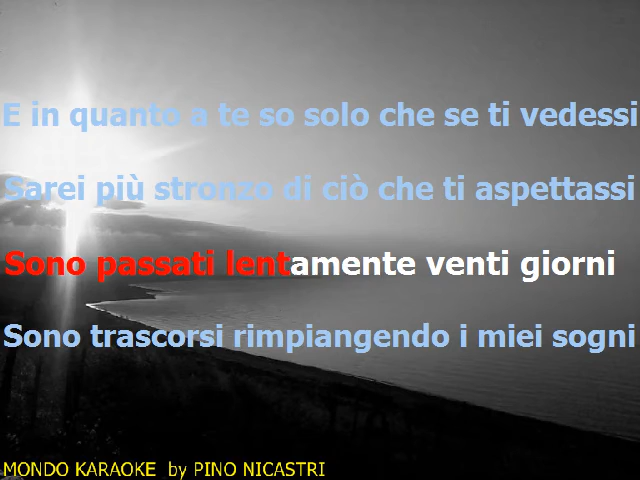 E in quanto a te so solo che se ti vedessi
Sarei più stronzo di ciò che ti aspettassi
Sono passati lentamente venti giorni
Sono trascorsi rimpiangendo i miei sogni
MONDO KARAOKE by PINO NICASTRI